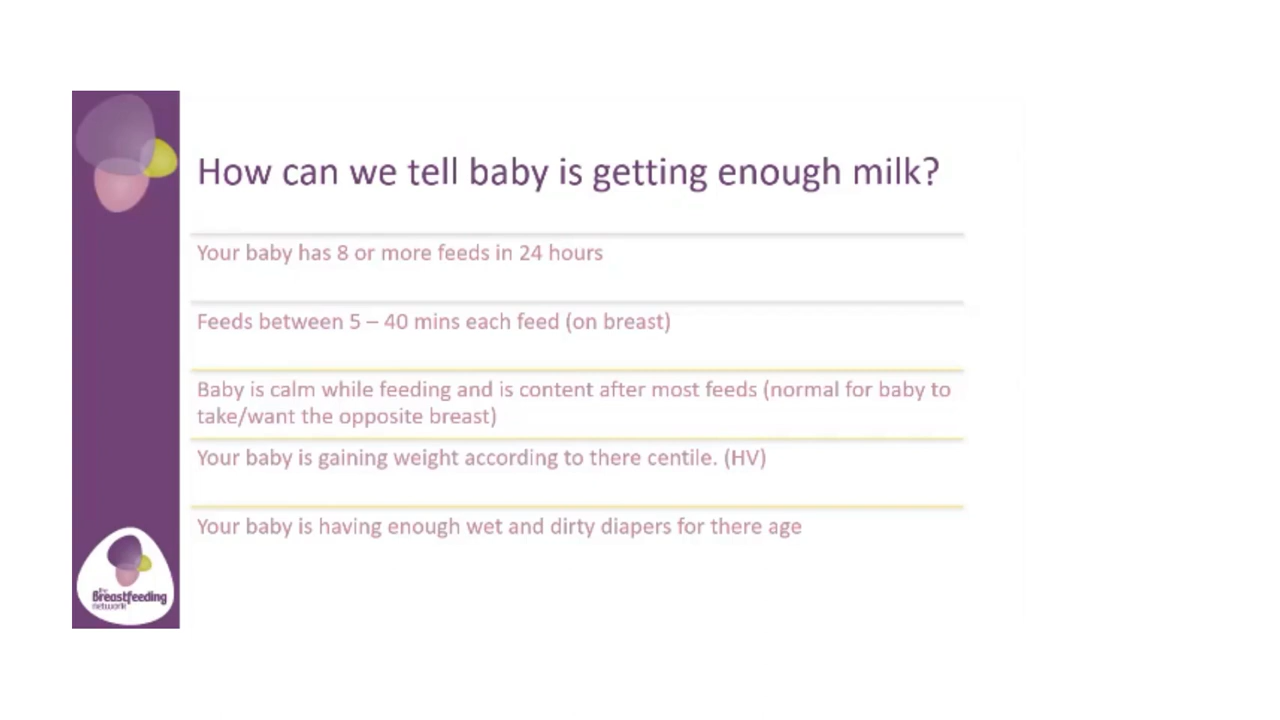 How can we tell baby is getting enough milk?
Your baby has 8 or more feeds in 24 hours
Feeds between 5 – 40 mins each feed (on breast)
Baby is calm while feeding and is content after most feeds (normal for baby to
take/want the opposite breast)
Your baby is gaining weight according to there centile. (HV)
Your baby is having enough wet and dirty diapers for there age
the
Breastfeeding
network